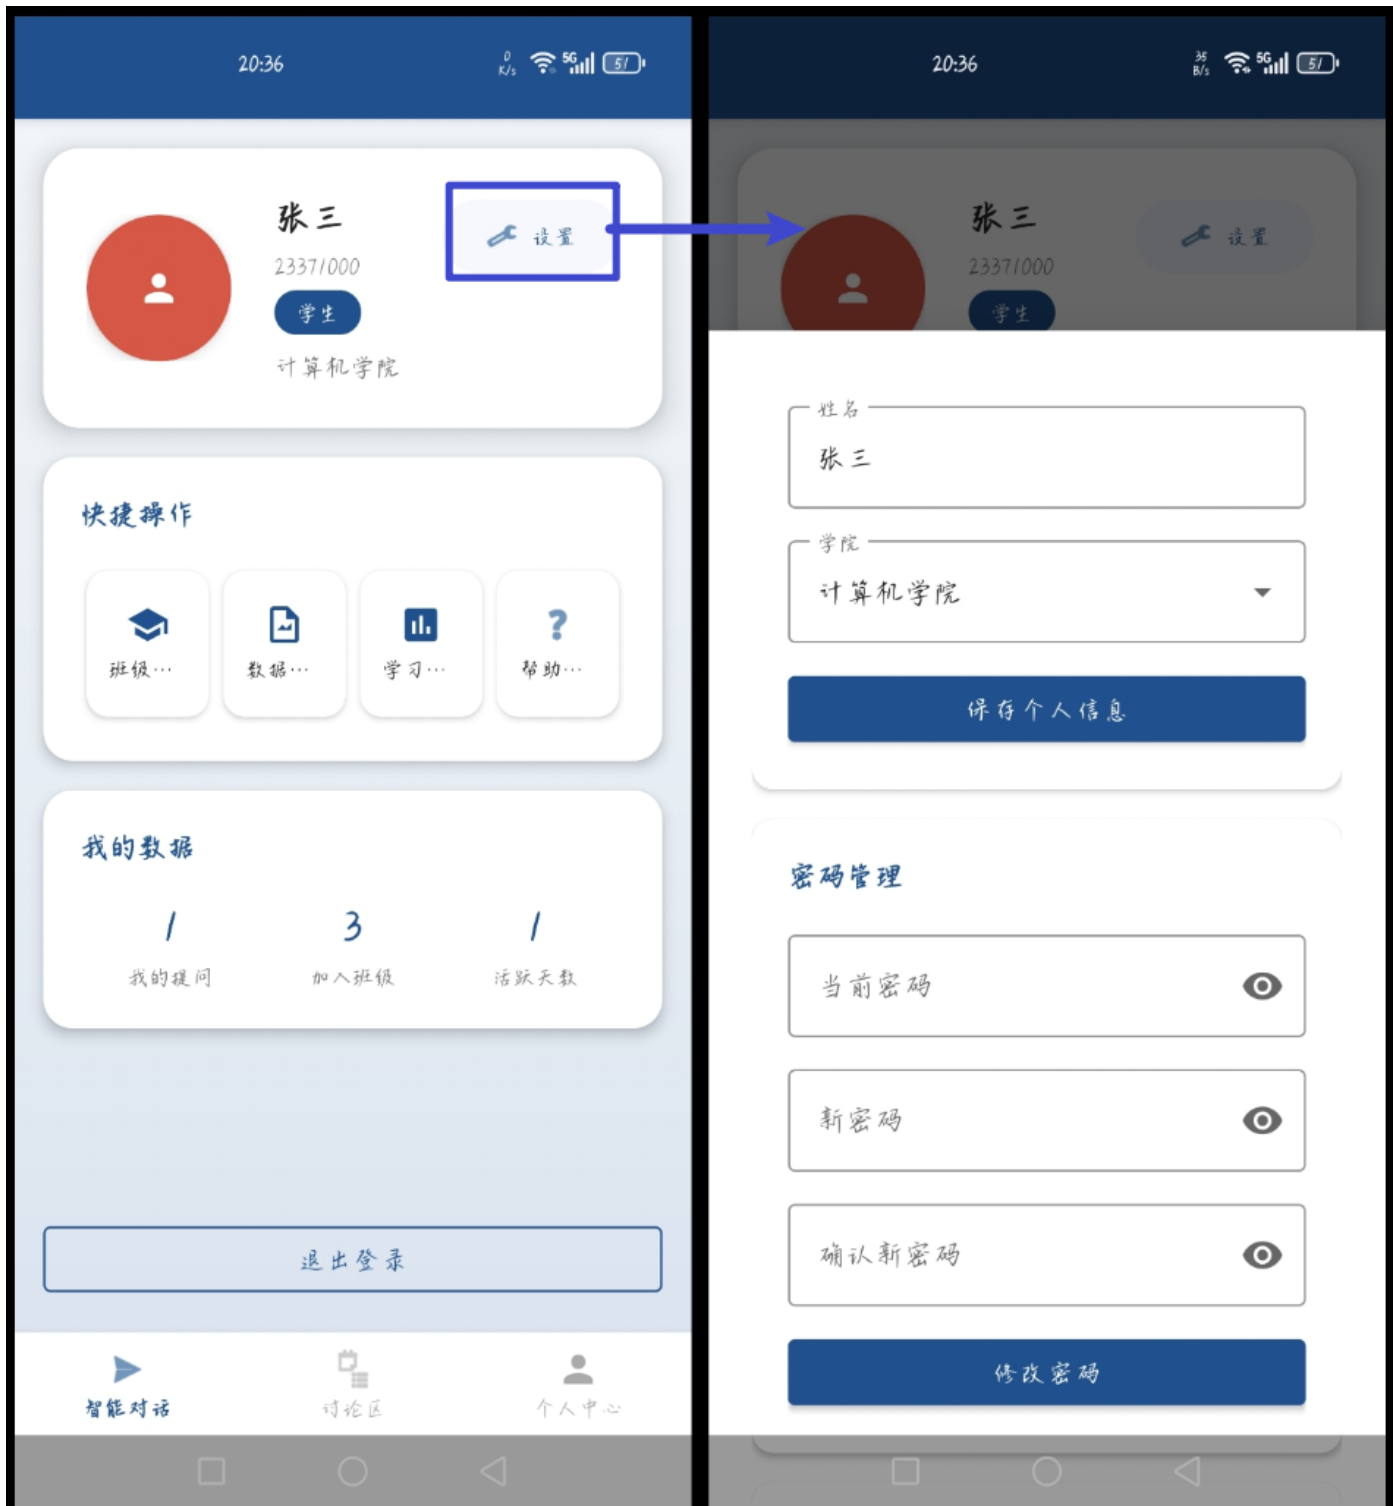 20:36
0 K/s 5G 51
张三
设置
23371000
学生
计算机学院
快捷操作
班级… 数据… 学习… 帮助…
我的数据
1 3 1
我的提问 加入班级 活跃天数
退出登录
智能对话 讨论区 个人中心
20:36
35 B/s 5G 51
张三
设置
23371000
学生
姓名
张三
学院
计算机学院
保存个人信息
密码管理
当前密码
新密码
确认新密码
修改密码